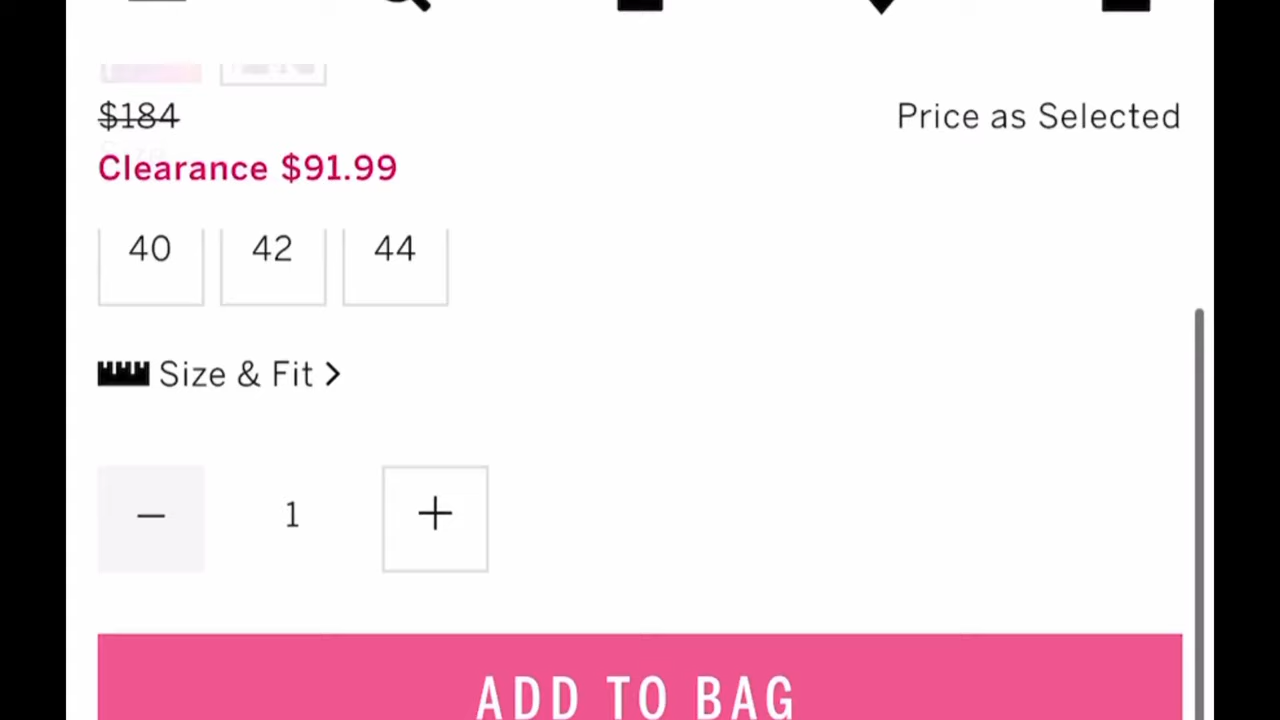 $184
Price as Selected
Clearance $91.99
40 42 44
Size & Fit >
− 1 +
ADD TO BAG